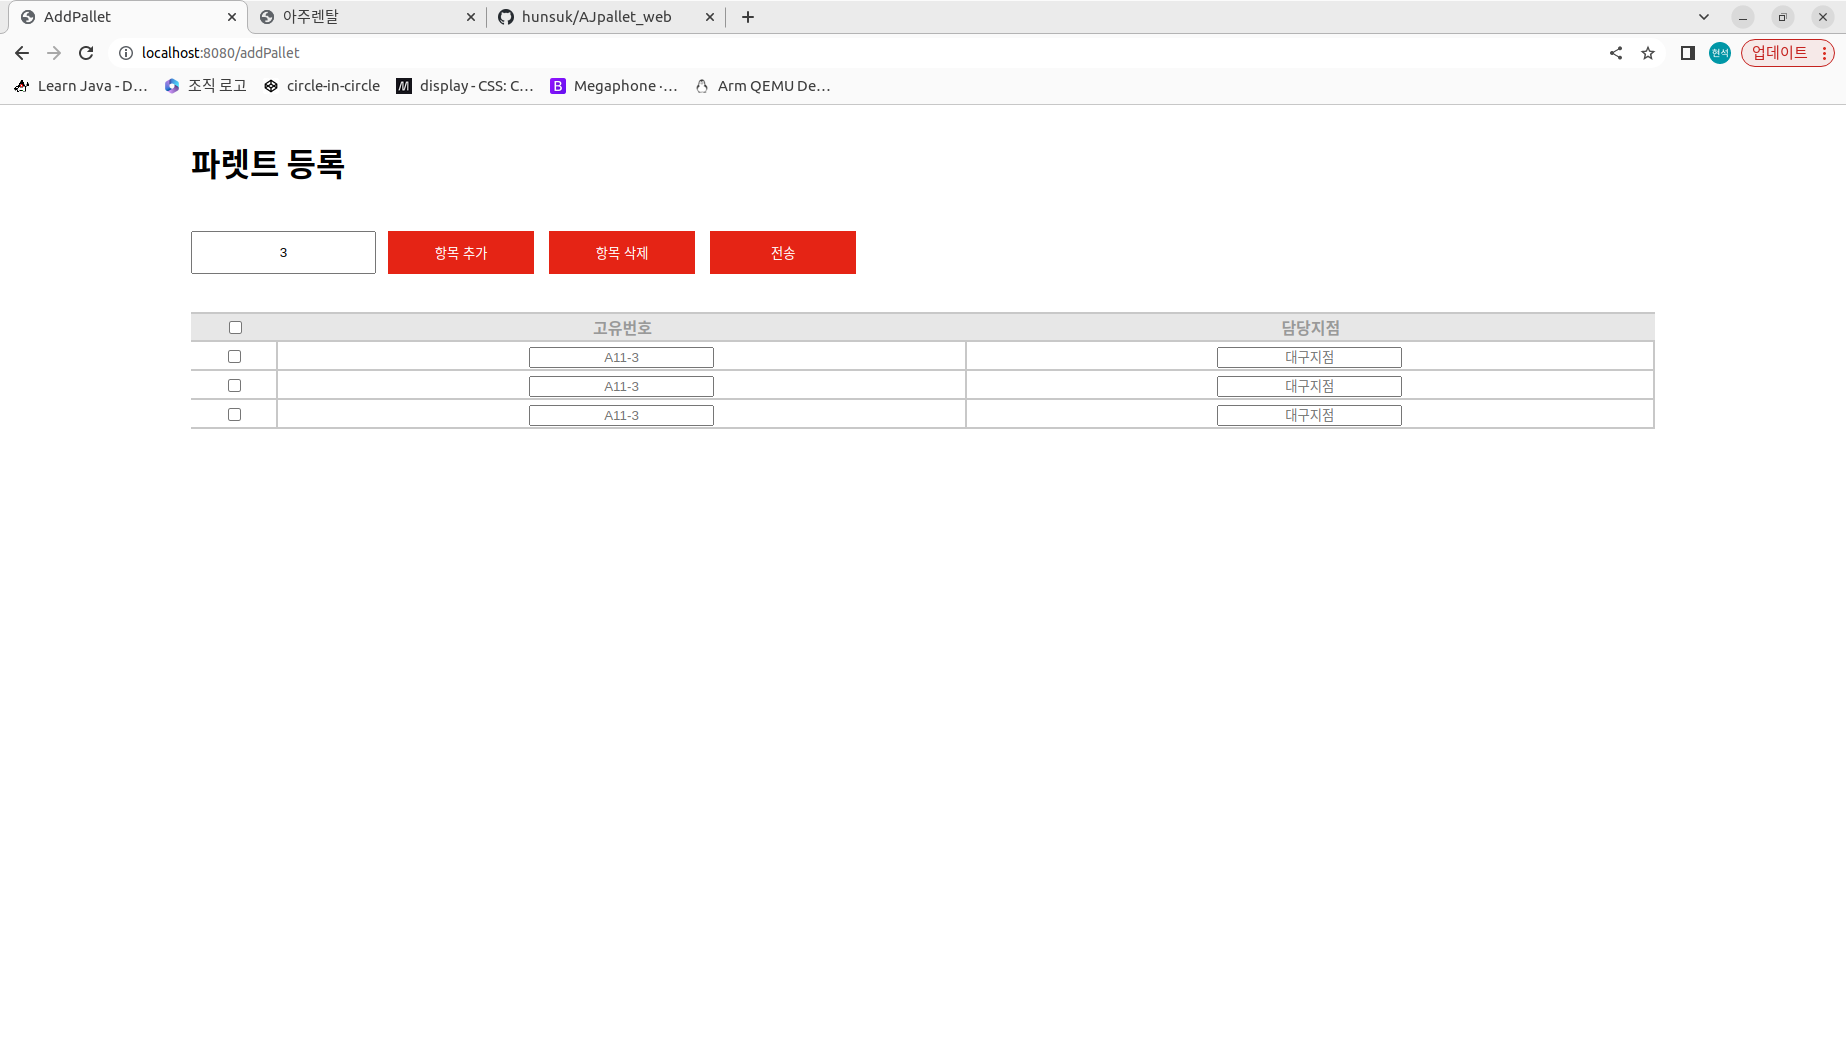 AddPallet
아주렌탈
hunsuk/AJpallet_web
localhost:8080/addPallet
현석
업데이트
Learn Java - D...
조직 로고
circle-in-circle
M display - CSS: C...
B Megaphone ·...
Arm QEMU De...
파렛트 등록
3 항목 추가 항목 삭제 전송
고유번호 담당지점
A11-3 대구지점
A11-3 대구지점
A11-3 대구지점